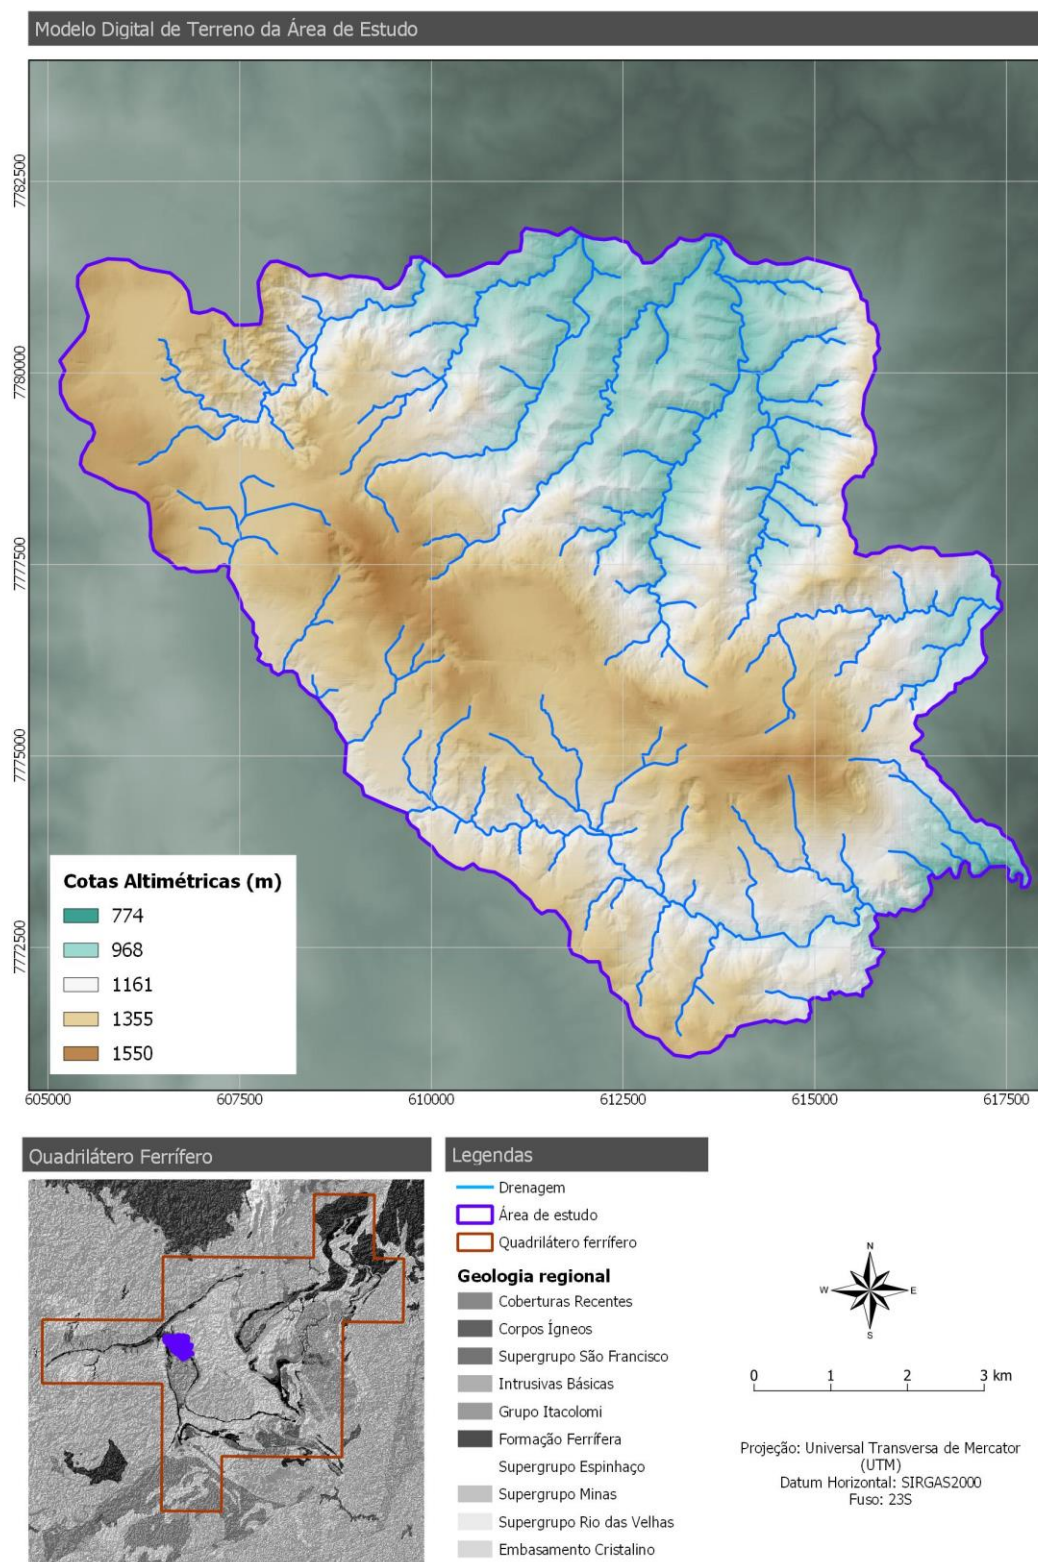 Modelo Digital de Terreno da Área de Estudo
7782500
7780000
7777500
7775000
7772500
Cotas Altimétricas (m)
774
968
1161
1355
1550
605000
607500
610000
612500
615000
617500
Quadrilátero Ferrífero
Legendas
Drenagem
Área de estudo
Quadrilátero ferrífero
Geologia regional
Coberturas Recentes
Corpos Ígneos
Supergrupo São Francisco
Intrusivas Básicas
Grupo Itacolomi
Formação Ferrífera
Supergrupo Espinhaço
Supergrupo Minas
Supergrupo Rio das Velhas
Embasamento Cristalino
N
W
E
S
0 1 2 3 km
Projeção: Universal Transversa de Mercator
(UTM)
Datum Horizontal: SIRGAS2000
Fuso: 23S